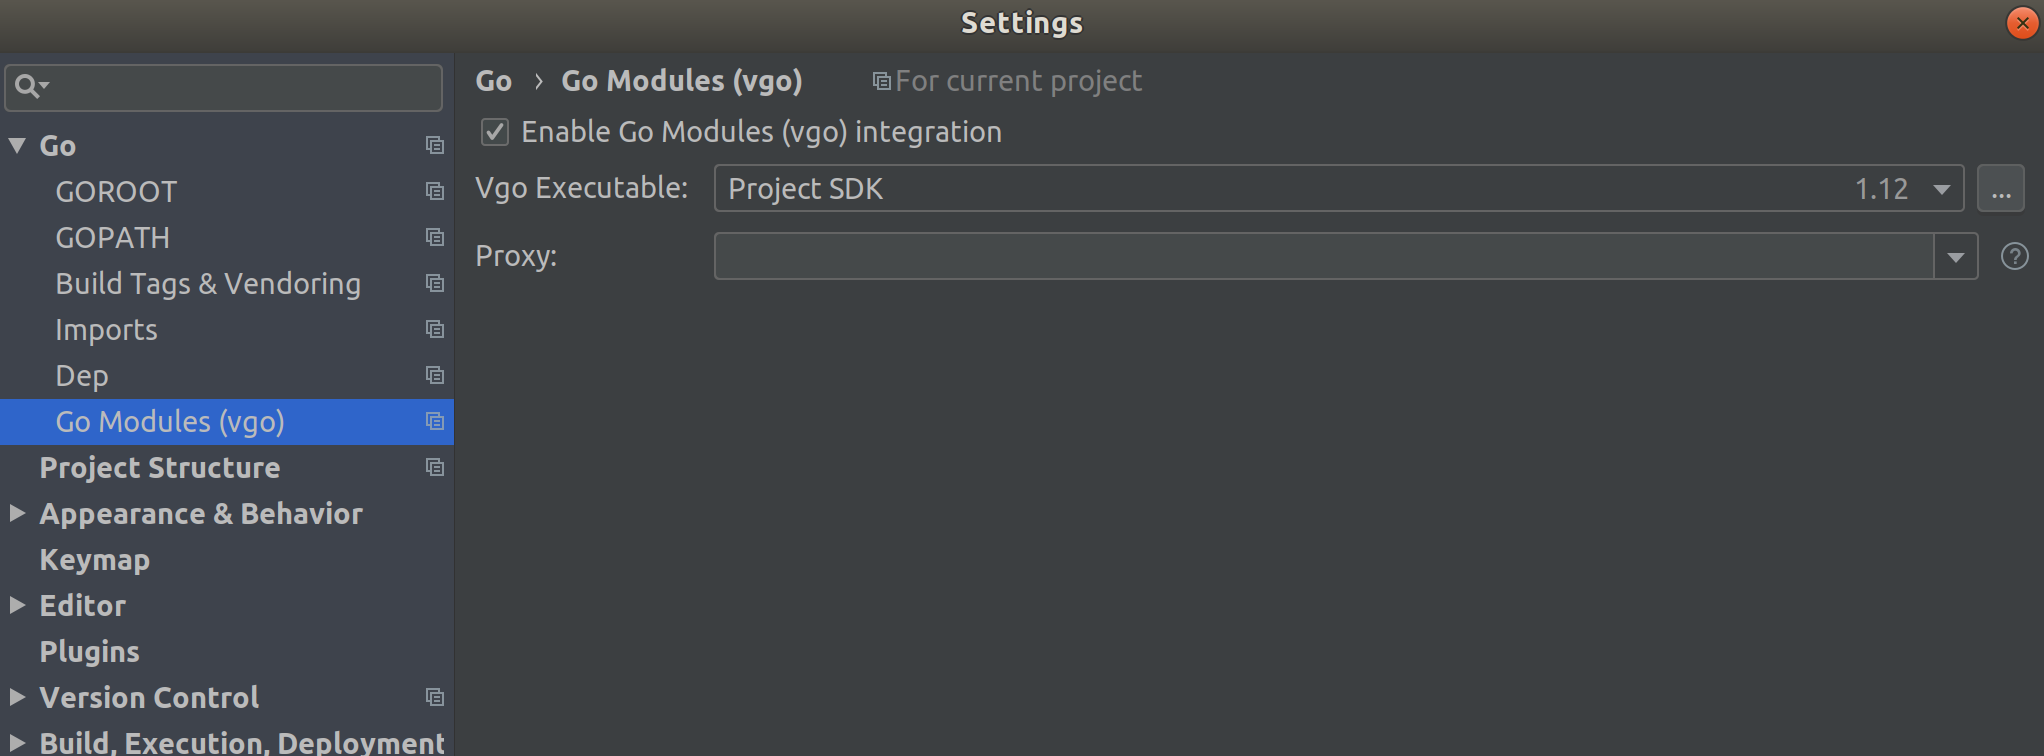 Settings
Go
GOROOT
GOPATH
Build Tags & Vendoring
Imports
Dep
Go Modules (vgo)
Project Structure
Appearance & Behavior
Keymap
Editor
Plugins
Version Control
Build, Execution, Deployment
Go › Go Modules (vgo) For current project
Enable Go Modules (vgo) integration
Vgo Executable: Project SDK 1.12 ...
Proxy: ?